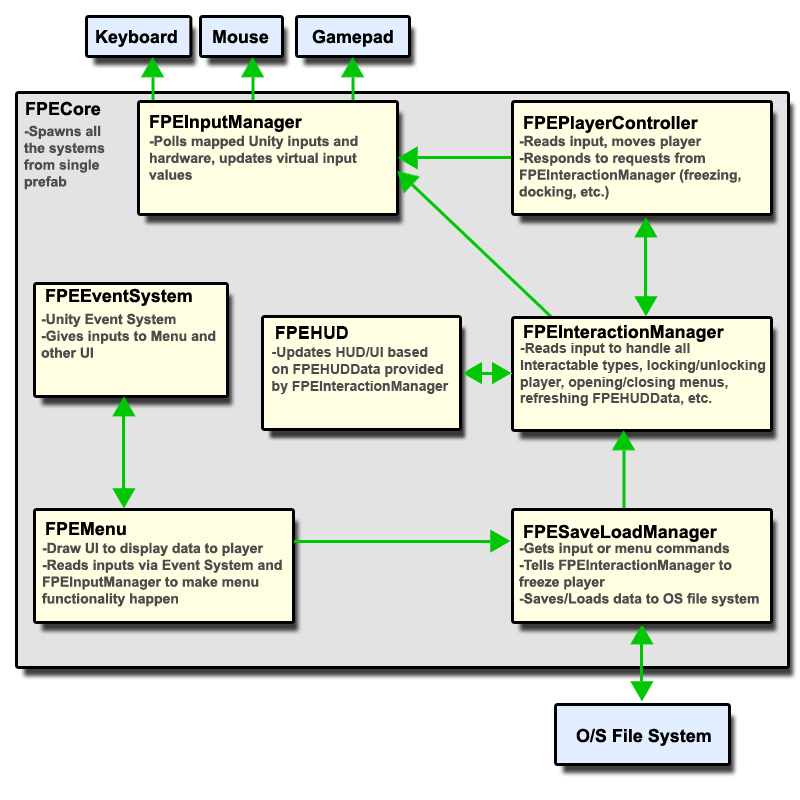 Keyboard
Mouse
Gamepad
FPECore
-Spawns all
the systems
from single
prefab
FPEInputManager
-Polls mapped Unity inputs and
hardware, updates virtual input
values
FPEPlayerController
-Reads input, moves player
-Responds to requests from
FPEInteractionManager (freezing,
docking, etc.)
FPEEventSystem
-Unity Event System
-Gives inputs to Menu and
other UI
FPEHUD
-Updates HUD/UI based
on FPEHUDData provided
by FPEInteractionManager
FPEInteractionManager
-Reads input to handle all
Interactable types, locking/unlocking
player, opening/closing menus,
refreshing FPEHUDData, etc.
FPEMenu
-Draw UI to display data to player
-Reads inputs via Event System and
FPEInputManager to make menu
functionality happen
FPESaveLoadManager
-Gets input or menu commands
-Tells FPEInteractionManager to
freeze player
-Saves/Loads data to OS file system
O/S File System